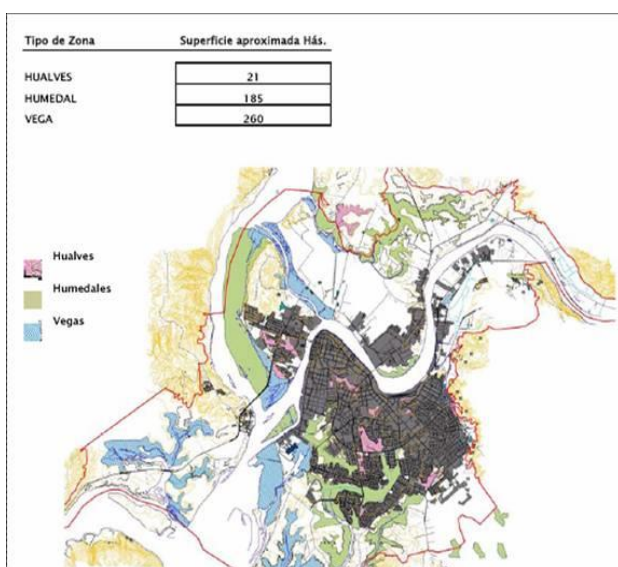 Tipo de Zona Superficie aproximada Hás.
HUALVES 21
HUMEDAL 185
VEGA 260
Hualves
Humedales
Vegas